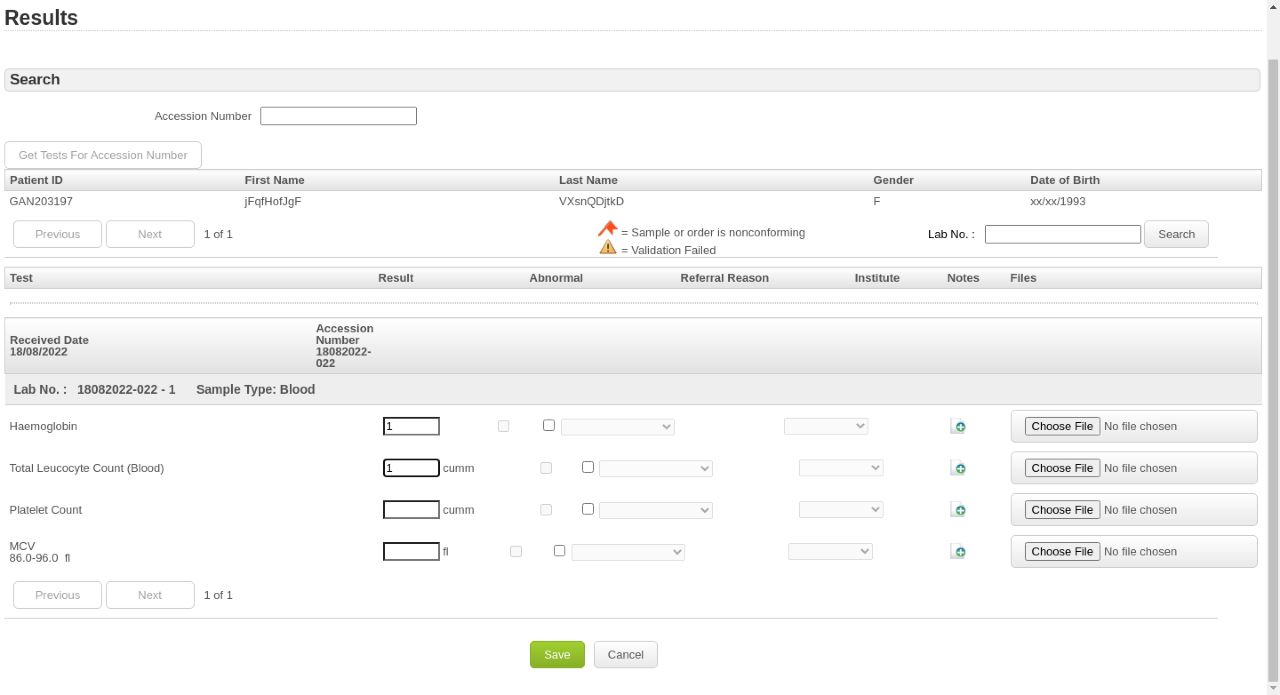 Results
Search
Accession Number
Get Tests For Accession Number
Patient ID First Name Last Name Gender Date of Birth
GAN203197 jFqfHofJgF VXsnQDjtkD F xx/xx/1993
Previous Next 1 of 1 = Sample or order is nonconforming Lab No. : Search
= Validation Failed
Test Result Abnormal Referral Reason Institute Notes Files
Received Date
18/08/2022
Accession
Number
18082022-
022
Lab No. : 18082022-022 - 1 Sample Type: Blood
Haemoglobin 1 Choose File No file chosen
Total Leucocyte Count (Blood) 1 cumm Choose File No file chosen
Platelet Count cumm Choose File No file chosen
MCV
86.0-96.0 fl fl Choose File No file chosen
Previous Next 1 of 1
Save Cancel